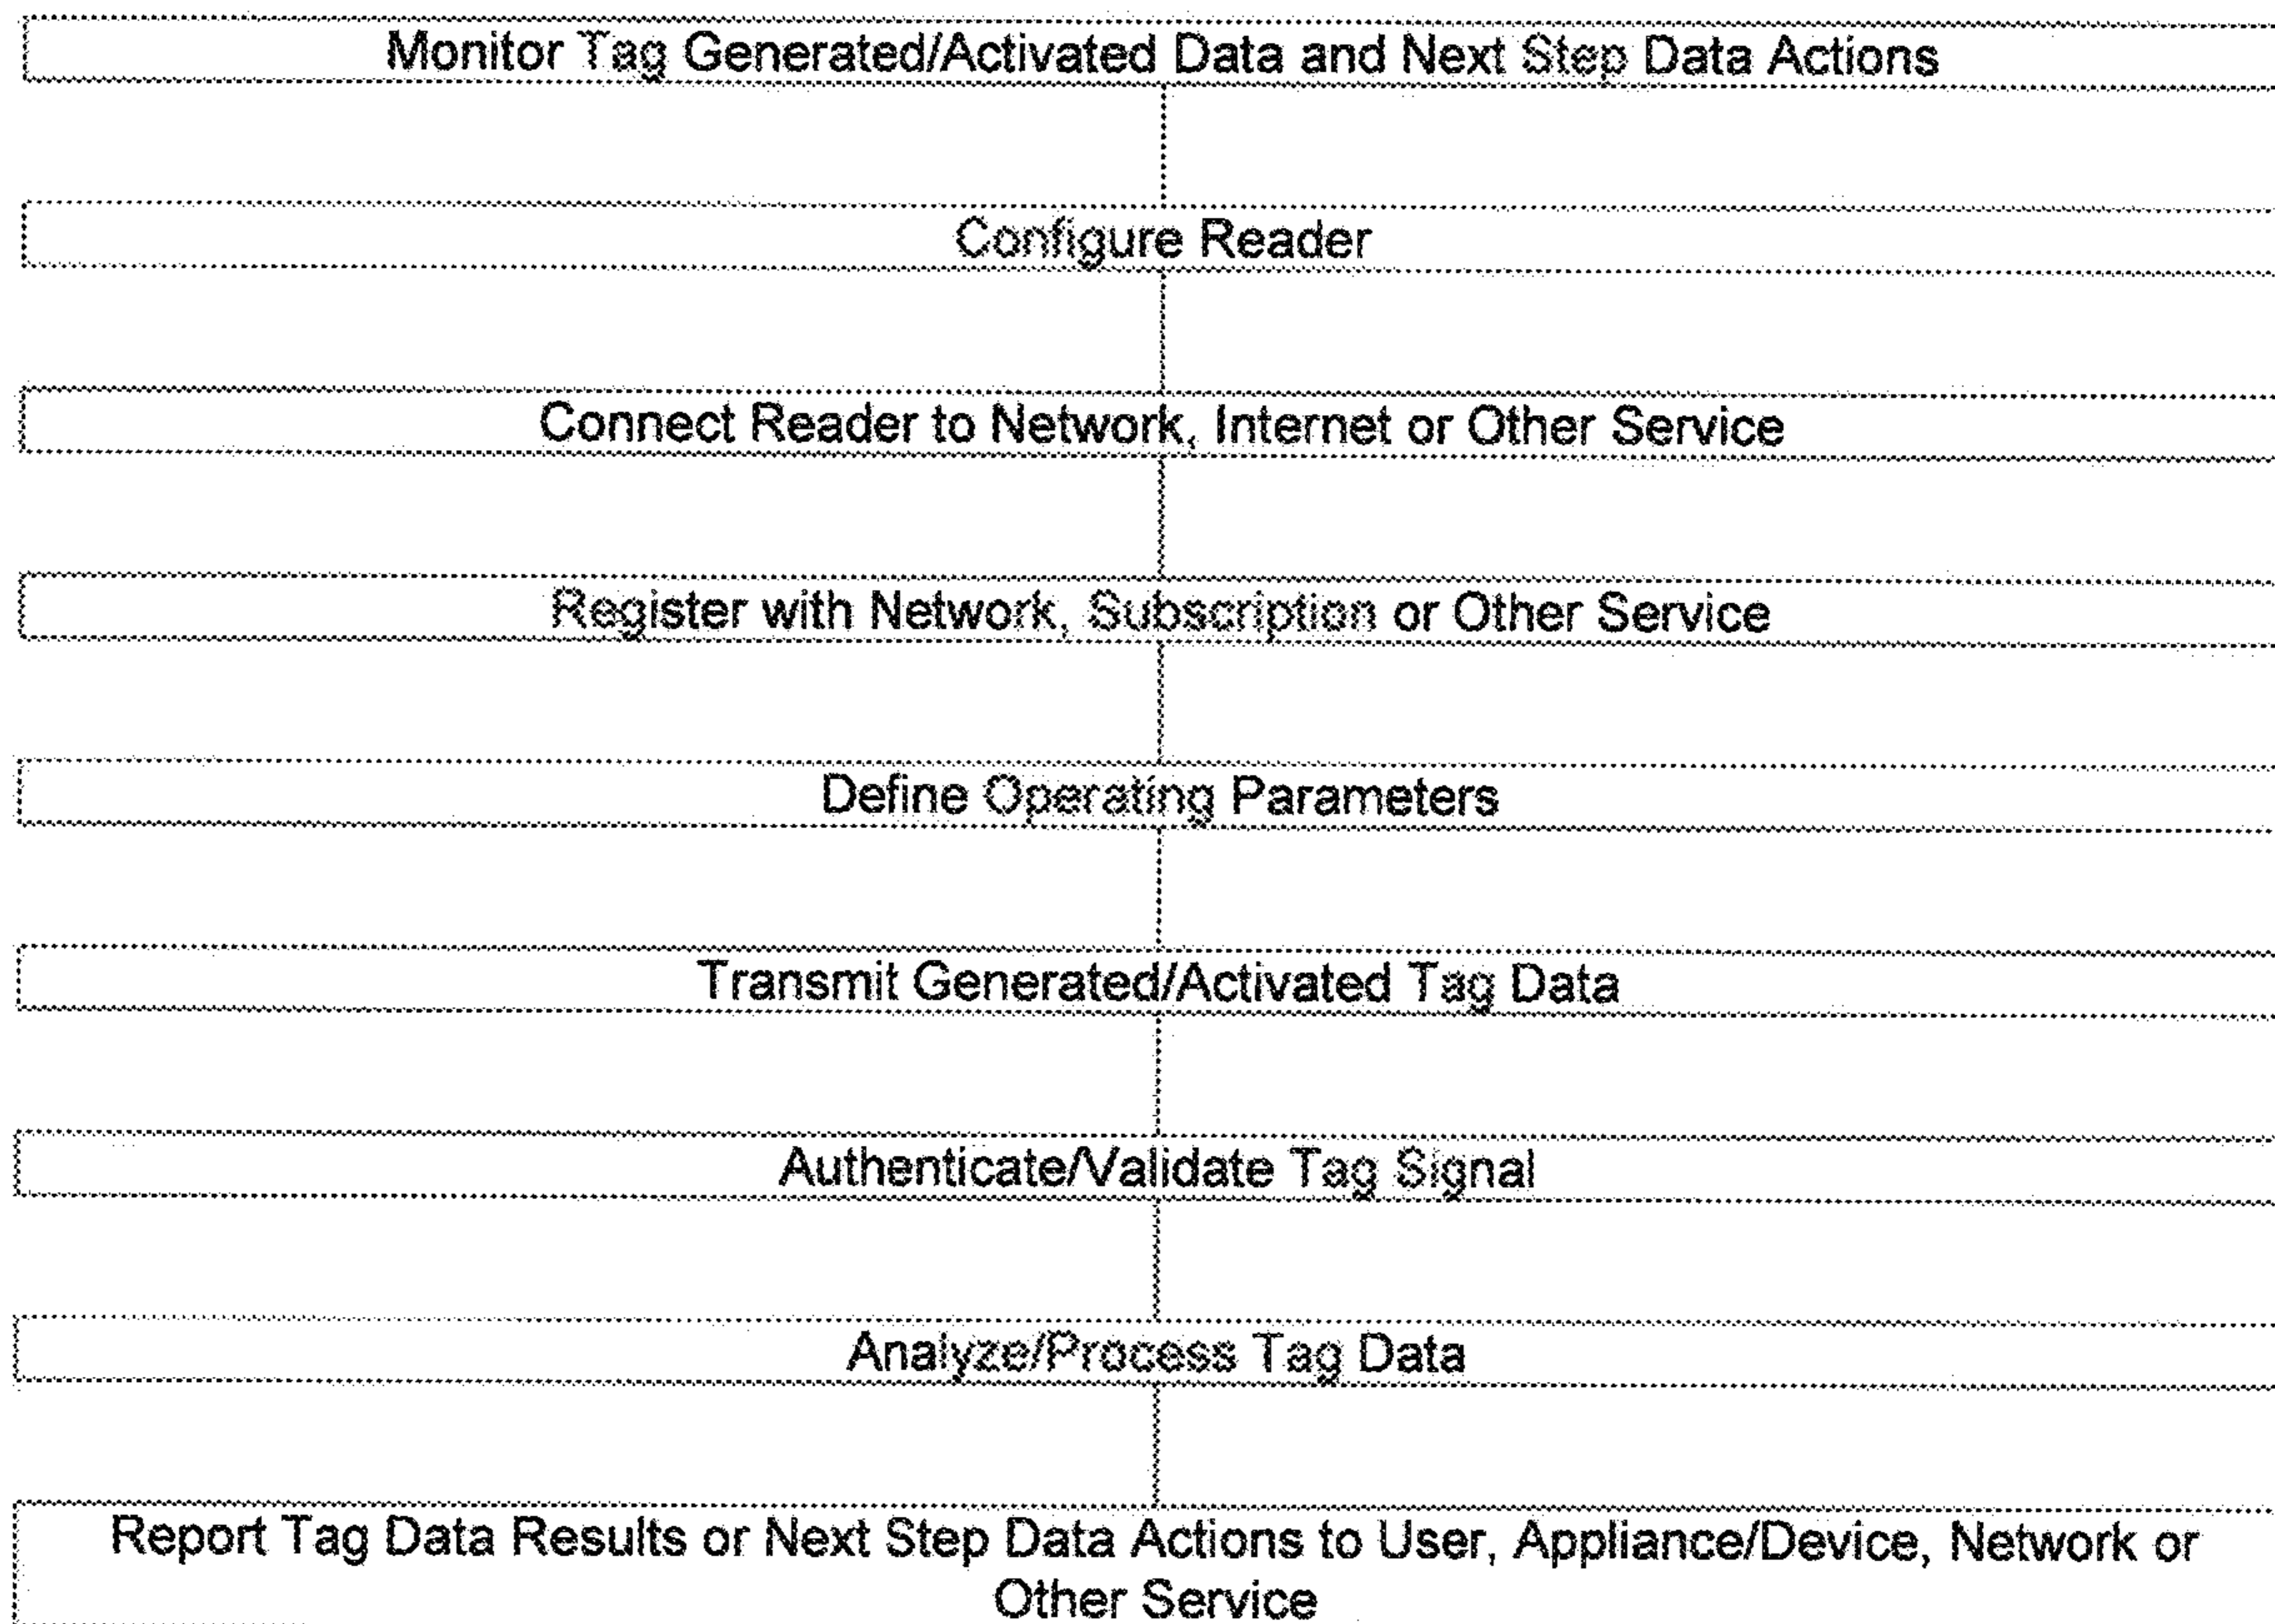 Monitor Tag Generated/Activated Data and Next Step Data Actions
Configure Reader
Connect Reader to Network, Internet or Other Service
Register with Network, Subscription or Other Service
Define Operating Parameters
Transmit Generated/Activated Tag Data
Authenticate/Validate Tag Signal
Analyze/Process Tag Data
Report Tag Data Results or Next Step Data Actions to User, Appliance/Device, Network or
Other Service